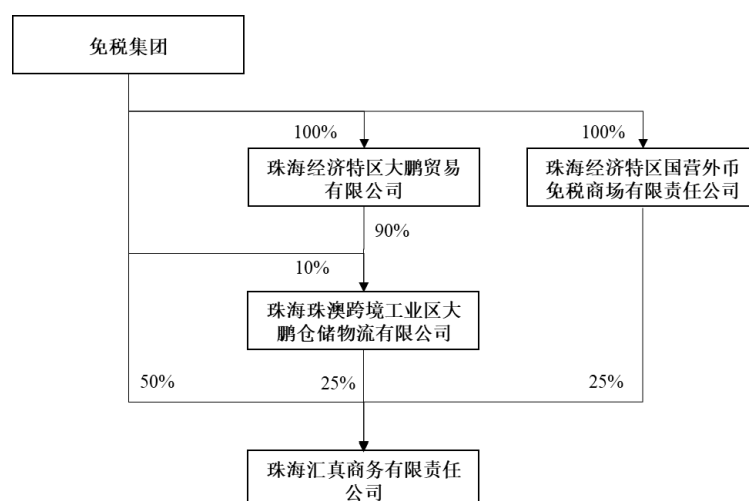 免税集团
100%
100%
珠海经济特区大鹏贸易
有限公司
珠海经济特区国营外币
免税商场有限责任公司
90%
10%
珠海珠澳跨境工业区大
鹏仓储物流有限公司
50%
25%
25%
珠海汇真商务有限责任
公司